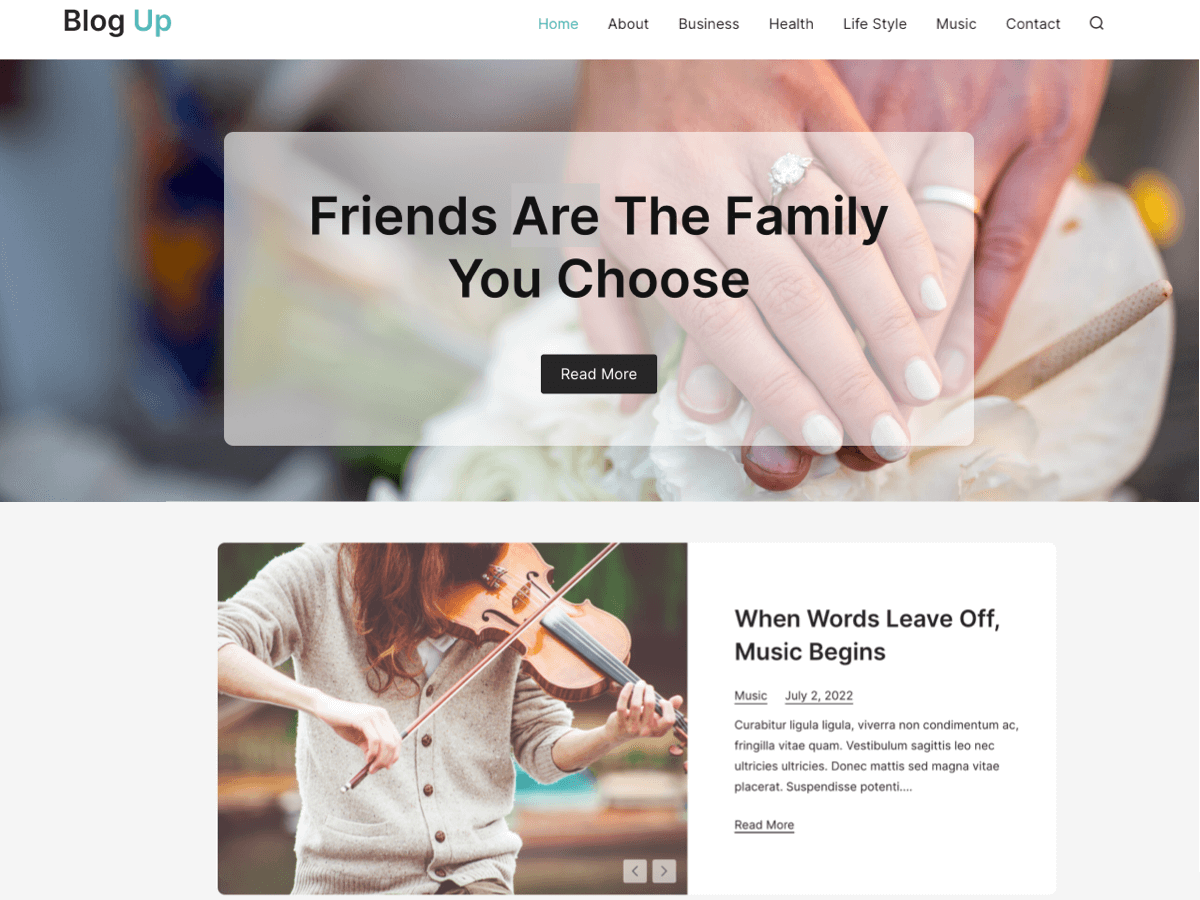 Blog Up
Home About Business Health Life Style Music Contact
Friends Are The Family
You Choose
Read More
When Words Leave Off,
Music Begins
Music July 2, 2022
Curabitur ligula ligula, viverra non condimentum ac,
fringilla vitae quam. Vestibulum sagittis leo nec
ultricies ultricies. Donec mattis sed magna vitae
placerat. Suspendisse potenti....
Read More